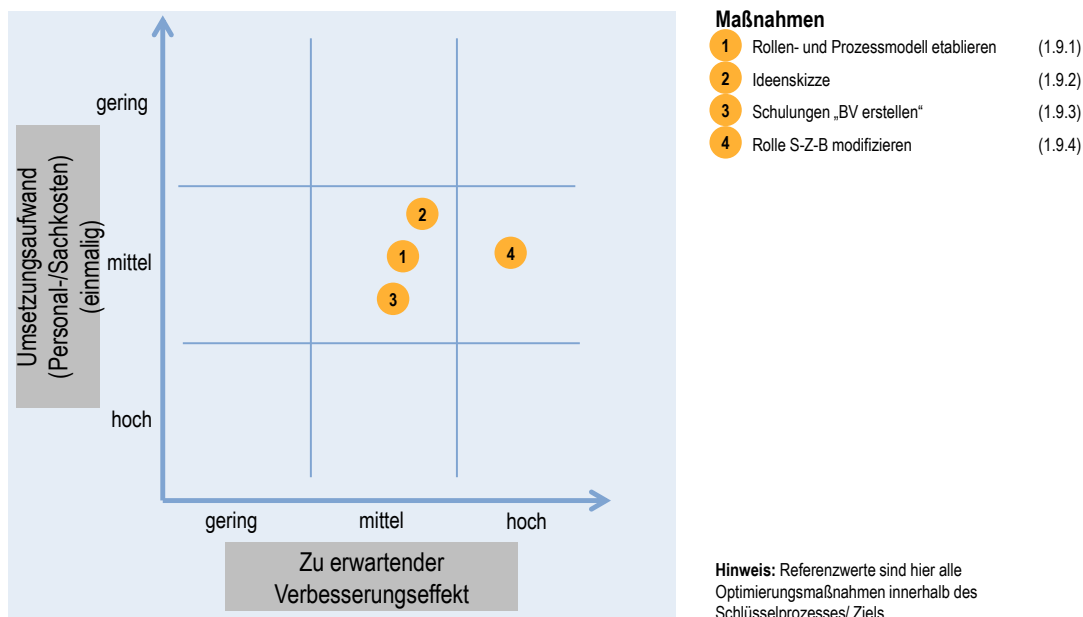 Maßnahmen
1 Rollen- und Prozessmodell etablieren (1.9.1)
2 Ideenskizze (1.9.2)
3 Schulungen „BV erstellen“ (1.9.3)
4 Rolle S-Z-B modifizieren (1.9.4)
gering
mittel
hoch
Umsetzungsaufwand
(Personal-/Sachkosten)
(einmalig)
2
1
4
3
gering mittel hoch
Zu erwartender
Verbesserungseffekt
Hinweis: Referenzwerte sind hier alle
Optimierungsmaßnahmen innerhalb des
Schlüsselprozesses/ Ziels